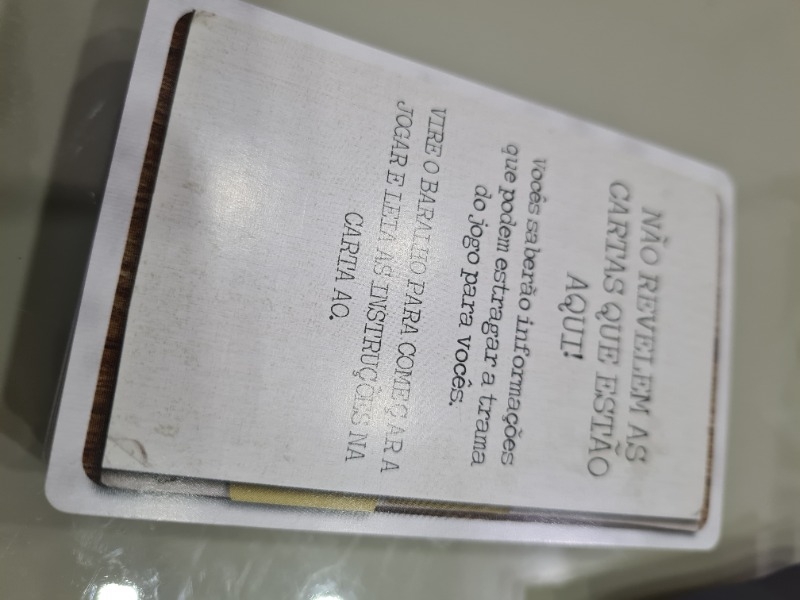 NÃO REVELEM AS
CARTAS QUE ESTÃO
AQUI!
Vocês saberão informações
que podem estragar a trama
do jogo para vocês.
VIRE O BARALHO PARA COMEÇAR A
JOGAR E LEIA AS INSTRUÇÕES NA
CARTA A0.